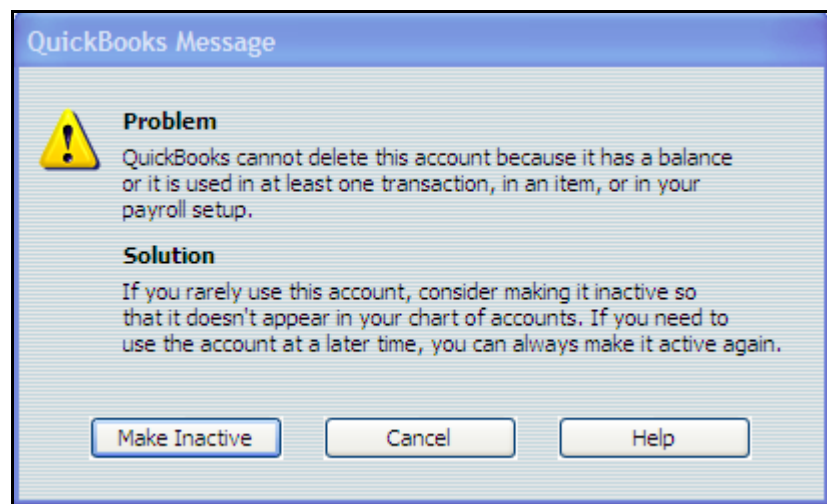 QuickBooks Message
Problem
QuickBooks cannot delete this account because it has a balance
or it is used in at least one transaction, in an item, or in your
payroll setup.
Solution
If you rarely use this account, consider making it inactive so
that it doesn't appear in your chart of accounts. If you need to
use the account at a later time, you can always make it active again.
Make Inactive Cancel Help